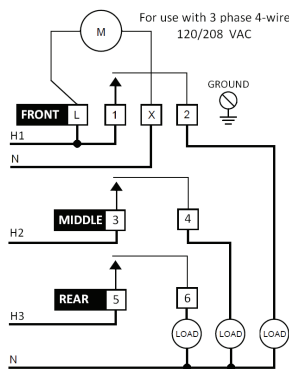 For use with 3 phase 4-wire
120/208 VAC
M
GROUND
FRONT L 1 X 2
H1
N
MIDDLE 3 4
H2
REAR 5 6
H3
LOAD LOAD LOAD
N